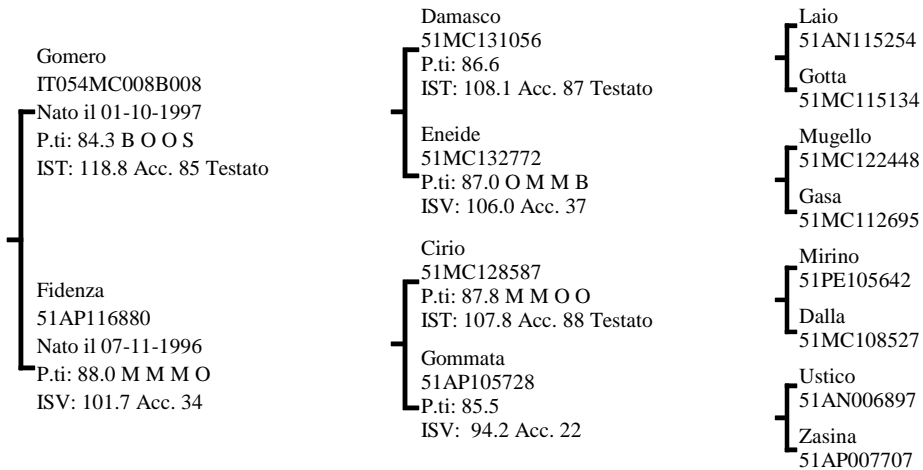 Gomero
IT054MC008B008
Nato il 01-10-1997
P.ti: 84.3 B O O S
IST: 118.8 Acc. 85 Testato
Fidenza
51AP116880
Nato il 07-11-1996
P.ti: 88.0 M M M O
ISV: 101.7 Acc. 34
Damasco
51MC131056
P.ti: 86.6
IST: 108.1 Acc. 87 Testato
Eneide
51MC132772
P.ti: 87.0 O M M B
ISV: 106.0 Acc. 37
Cirio
51MC128587
P.ti: 87.8 M M O O
IST: 107.8 Acc. 88 Testato
Gommata
51AP105728
P.ti: 85.5
ISV: 94.2 Acc. 22
Laio
51AN115254
Gotta
51MC115134
Mugello
51MC122448
Gasa
51MC112695
Mirino
51PE105642
Dalla
51MC108527
Ustico
51AN006897
Zasina
51AP007707